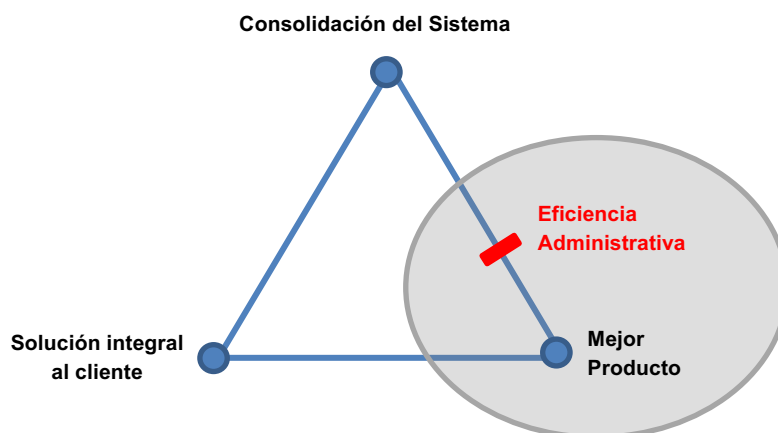 Consolidación del Sistema
Eficiencia
Administrativa
Solución integral
al cliente
Mejor
Producto